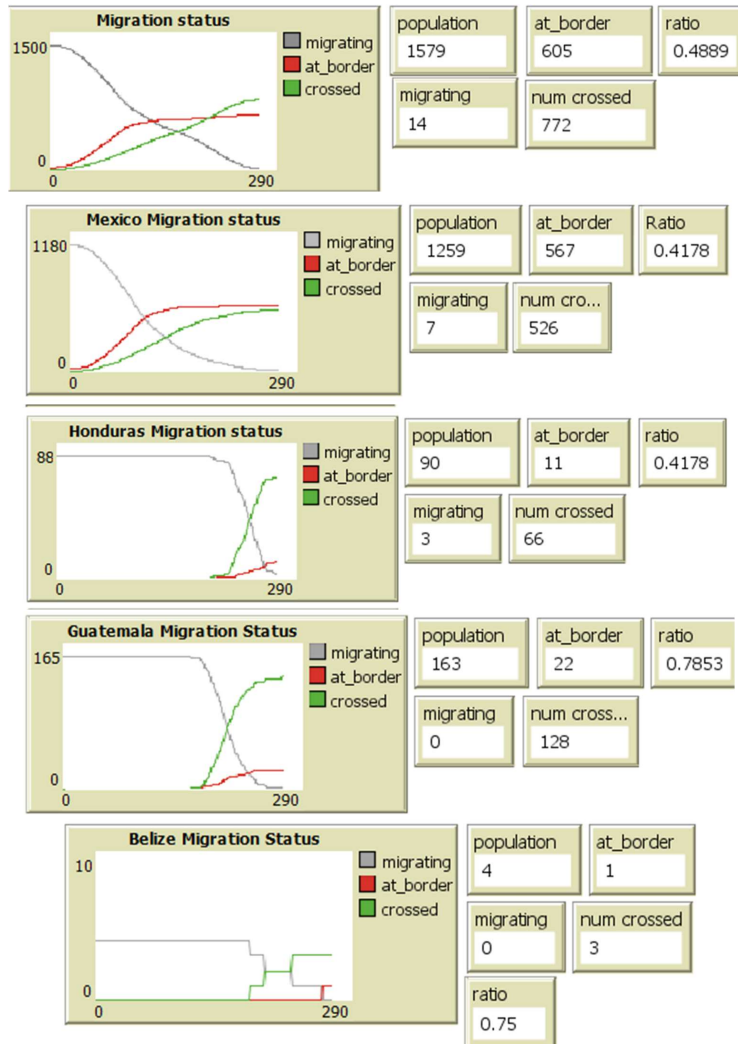 Migration status
1500
0
0
290
migrating
at_border
crossed
population
1579
at_border
605
ratio
0.4889
migrating
14
num crossed
772
Mexico Migration status
1180
0
0
290
migrating
at_border
crossed
population
1259
at_border
567
Ratio
0.4178
migrating
7
num cro...
526
Honduras Migration status
88
0
0
290
migrating
at_border
crossed
population
90
at_border
11
ratio
0.4178
migrating
3
num crossed
66
Guatemala Migration Status
165
0
0
290
migrating
at_border
crossed
population
163
at_border
22
ratio
0.7853
migrating
0
num cross...
128
Belize Migration Status
10
0
0
290
migrating
at_border
crossed
population
4
at_border
1
migrating
0
num crossed
3
ratio
0.75